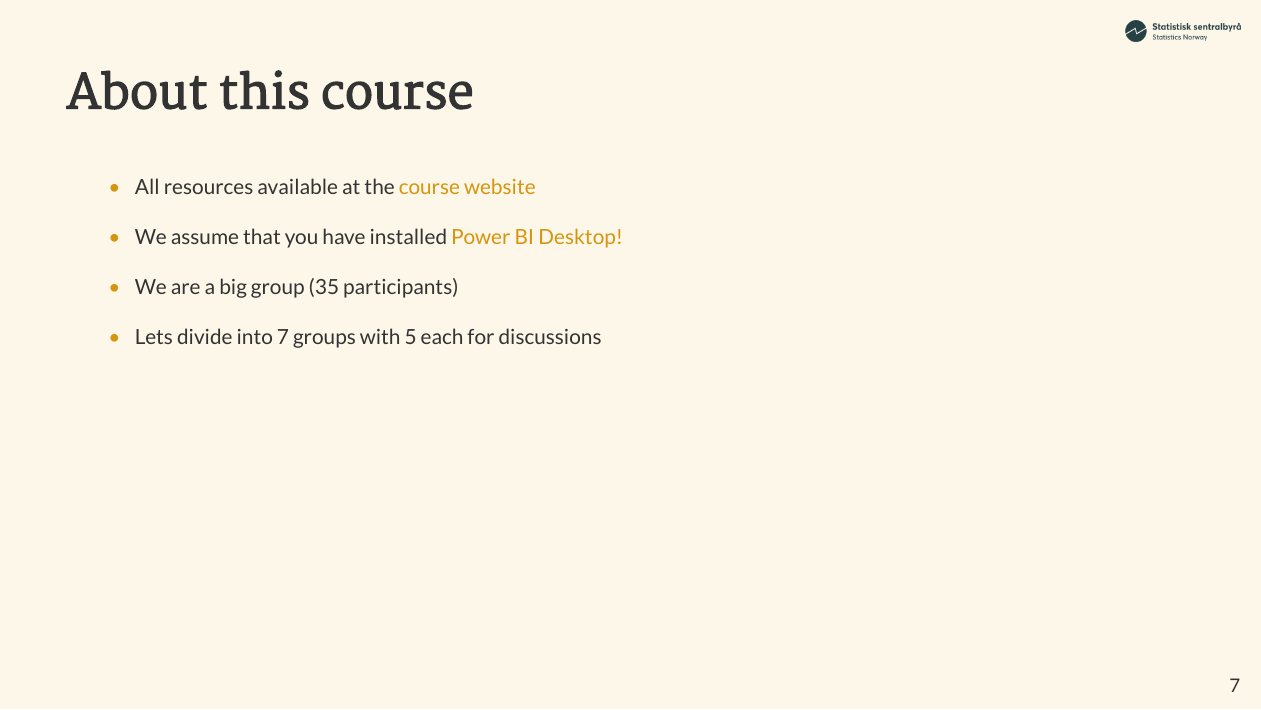 Statistisk sentralbyrå
Statistics Norway
About this course
• All resources available at the course website
• We assume that you have installed Power BI Desktop!
• We are a big group (35 participants)
• Lets divide into 7 groups with 5 each for discussions
7